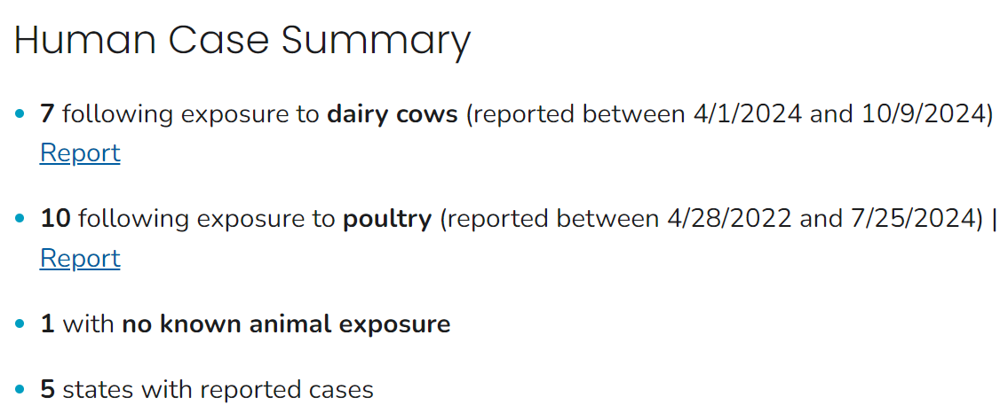 Human Case Summary
7 following exposure to dairy cows (reported between 4/1/2024 and 10/9/2024)
Report
10 following exposure to poultry (reported between 4/28/2022 and 7/25/2024) |
Report
1 with no known animal exposure
5 states with reported cases